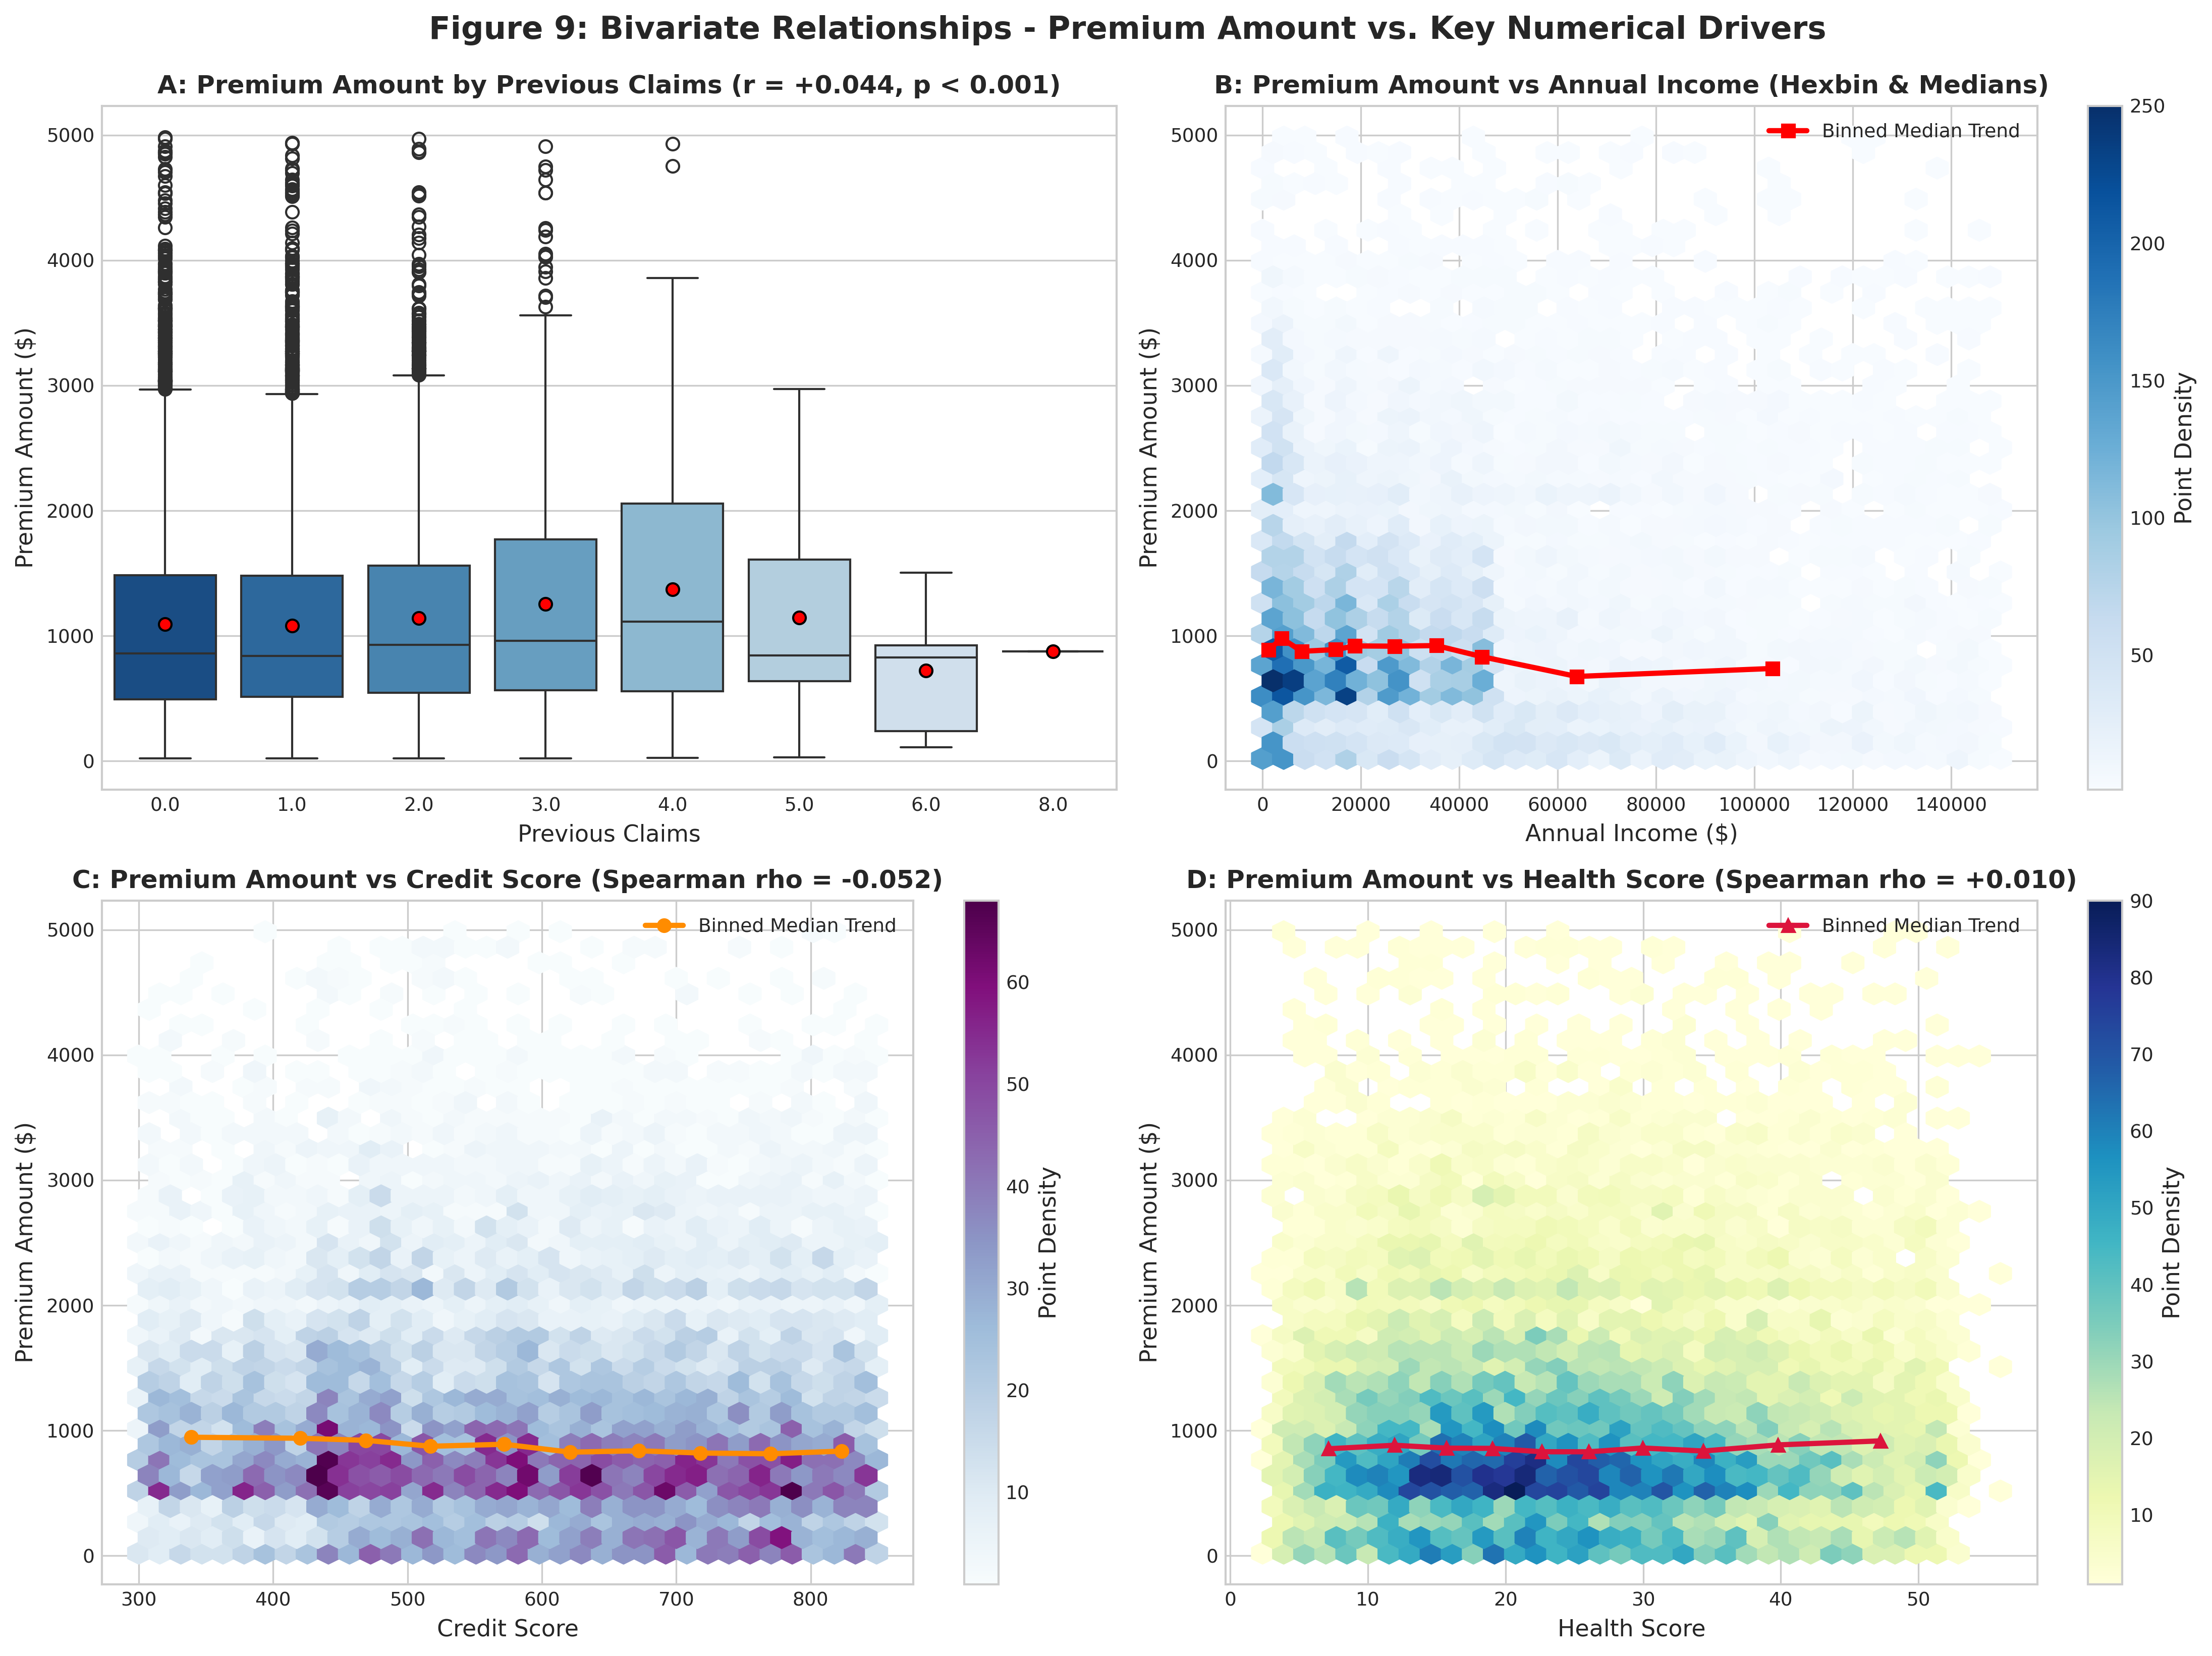 Figure 9: Bivariate Relationships - Premium Amount vs. Key Numerical Drivers
A: Premium Amount by Previous Claims (r = +0.044, p < 0.001)
Premium Amount ($)
5000
4000
3000
2000
1000
0
0.0 1.0 2.0 3.0 4.0 5.0 6.0 8.0
Previous Claims
B: Premium Amount vs Annual Income (Hexbin & Medians)
Binned Median Trend
Premium Amount ($)
5000
4000
3000
2000
1000
0
0 20000 40000 60000 80000 100000 120000 140000
Annual Income ($)
250
200
150
100
50
Point Density
C: Premium Amount vs Credit Score (Spearman rho = -0.052)
Binned Median Trend
Premium Amount ($)
5000
4000
3000
2000
1000
0
300 400 500 600 700 800
Credit Score
60
50
40
30
20
10
Point Density
D: Premium Amount vs Health Score (Spearman rho = +0.010)
Binned Median Trend
Premium Amount ($)
5000
4000
3000
2000
1000
0
0 10 20 30 40 50
Health Score
90
80
70
60
50
40
30
20
10
Point Density